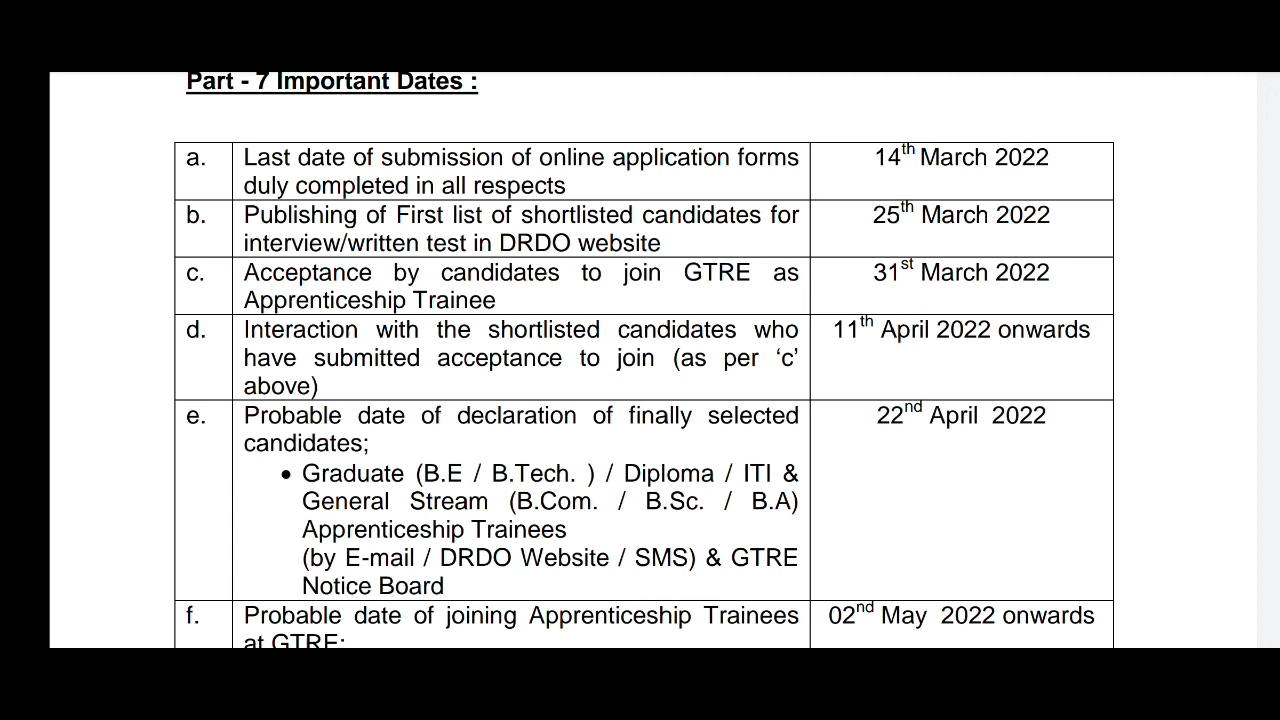 Part - 7 Important Dates :
a. Last date of submission of online application forms 14th March 2022
duly completed in all respects
b. Publishing of First list of shortlisted candidates for 25th March 2022
interview/written test in DRDO website
c. Acceptance by candidates to join GTRE as 31st March 2022
Apprenticeship Trainee
d. Interaction with the shortlisted candidates who 11th April 2022 onwards
have submitted acceptance to join (as per ‘c’
above)
e. Probable date of declaration of finally selected 22nd April 2022
candidates;
• Graduate (B.E / B.Tech. ) / Diploma / ITI &
General Stream (B.Com. / B.Sc. / B.A)
Apprenticeship Trainees
(by E-mail / DRDO Website / SMS) & GTRE
Notice Board
f. Probable date of joining Apprenticeship Trainees 02nd May 2022 onwards
at GTRE;